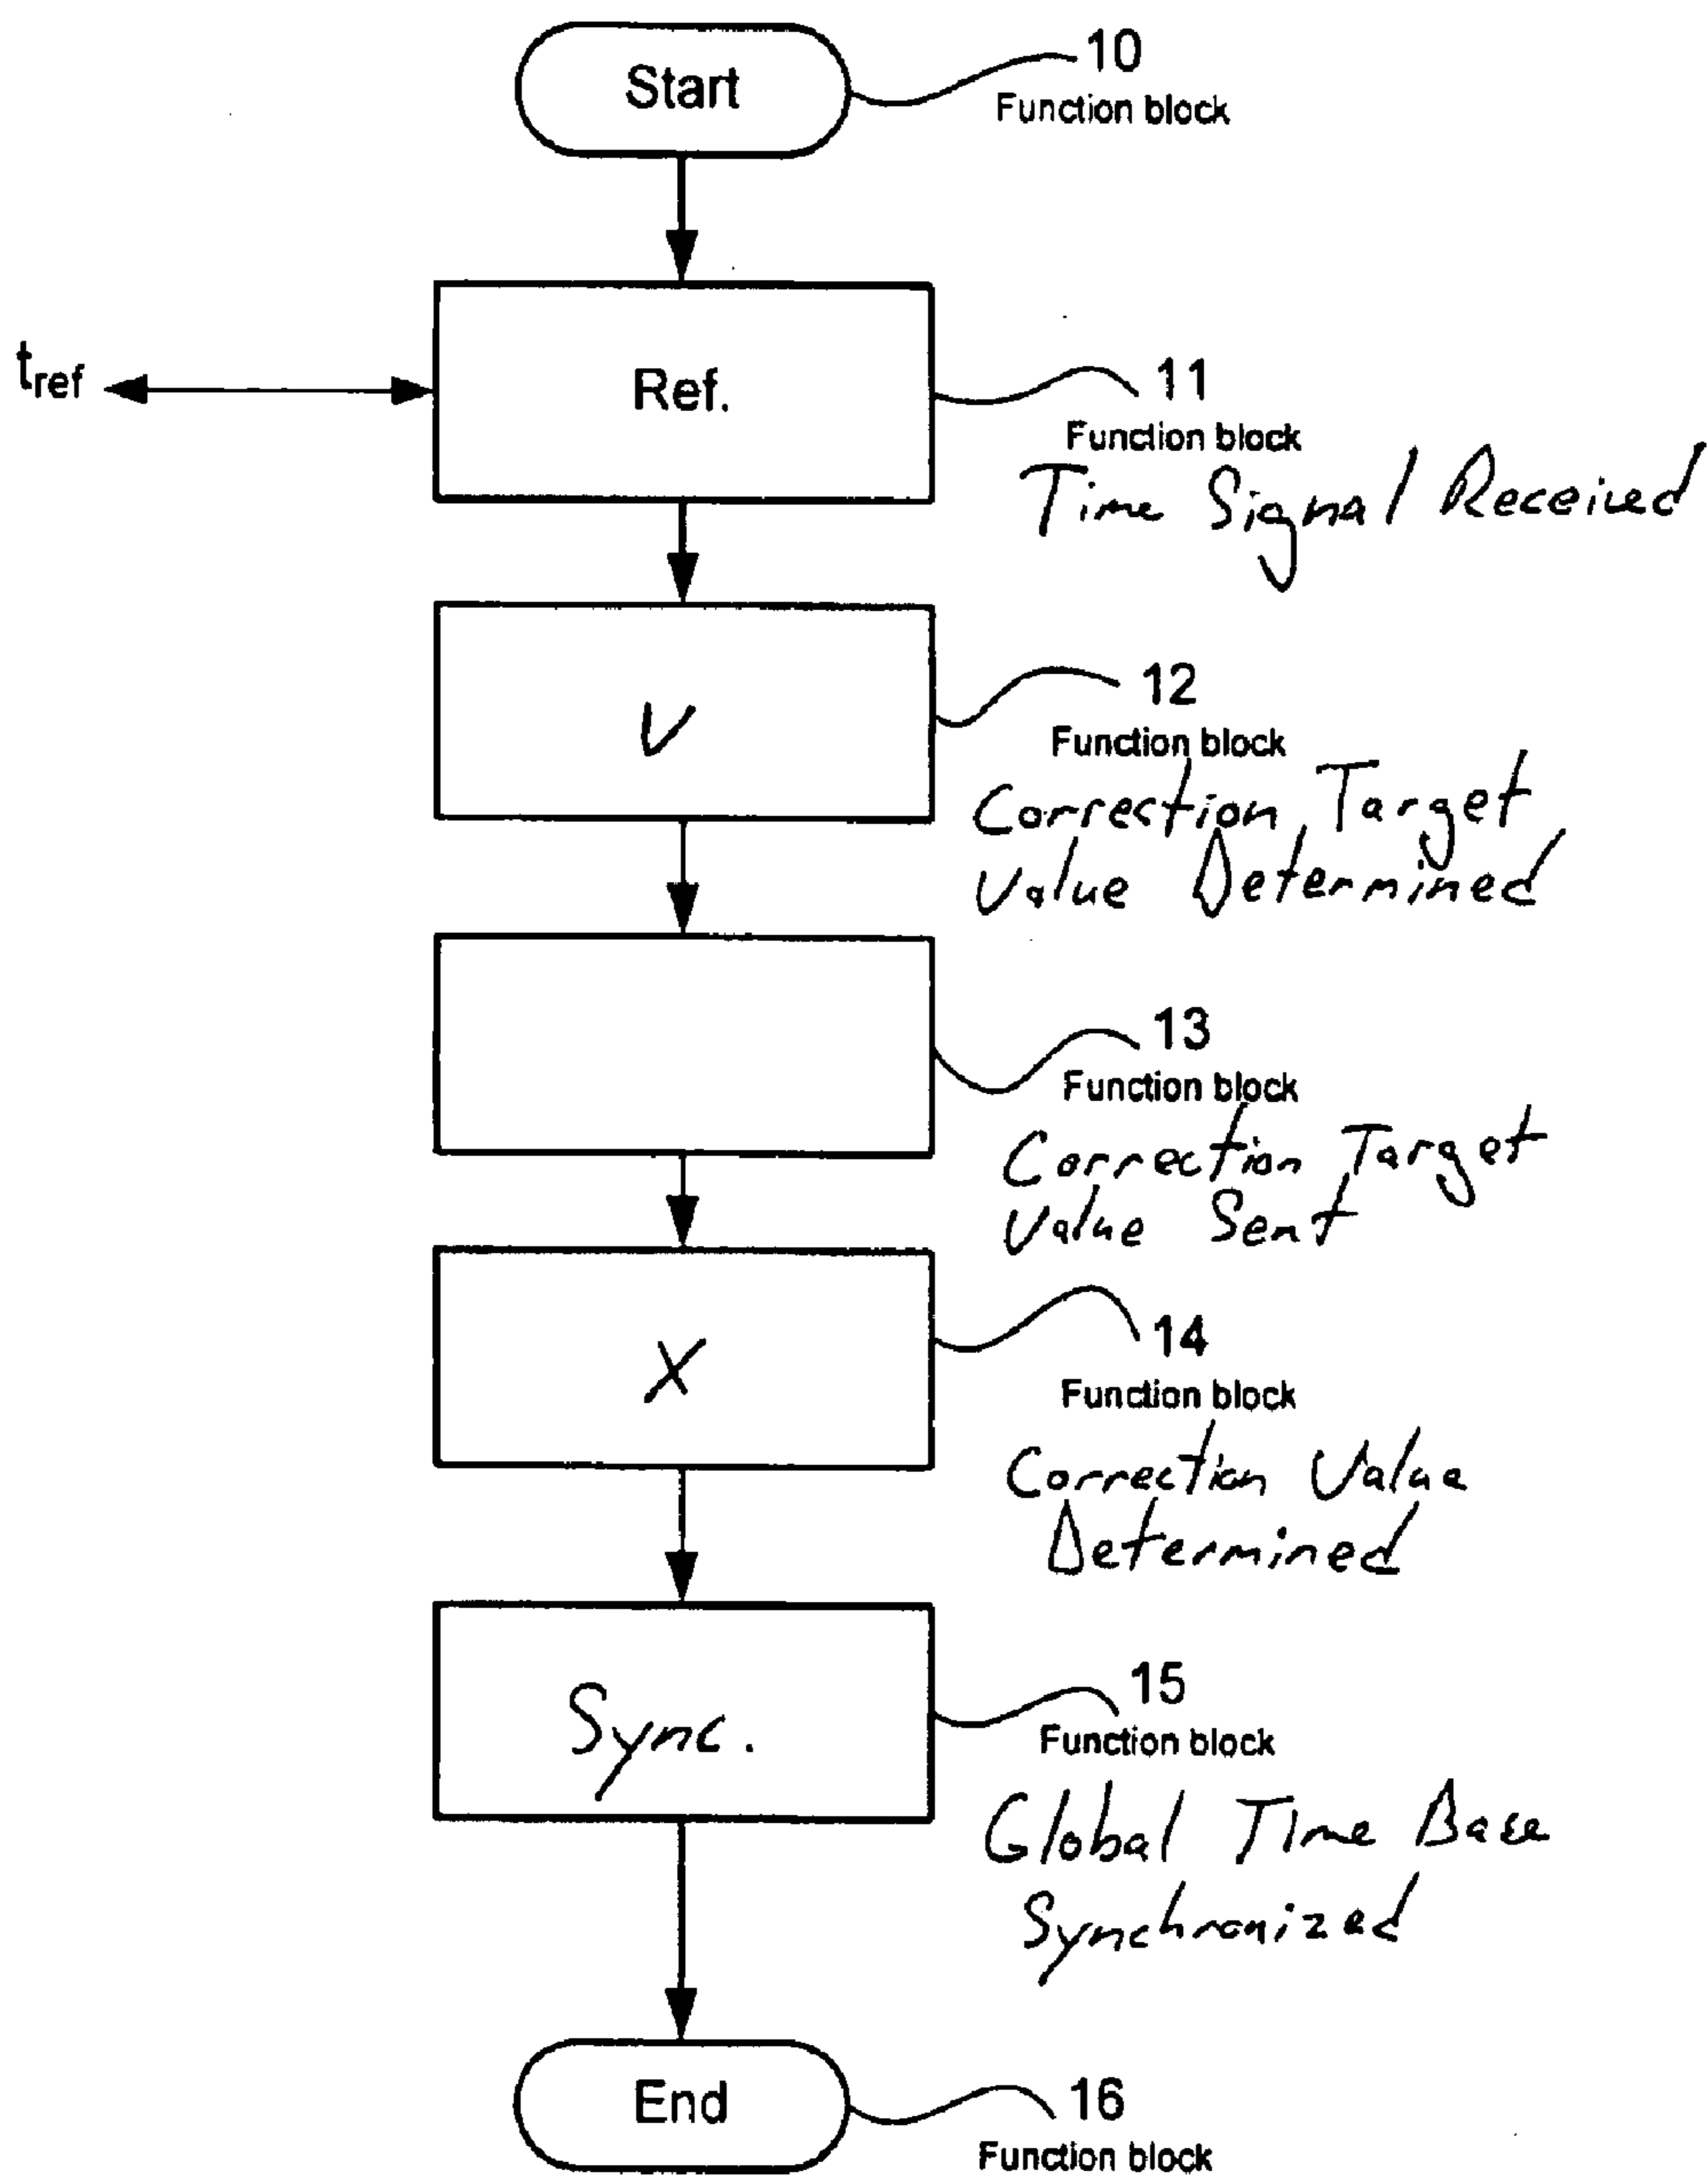 Start
10
Function block
t_ref
Ref.
11
Function block
Time Signal Received
V
12
Function block
Correction Target
Value Determined
13
Function block
Correction Target
Value Sent
X
14
Function block
Correction Value
Determined
Sync.
15
Function block
Global Time Base
Synchronized
End
16
Function block